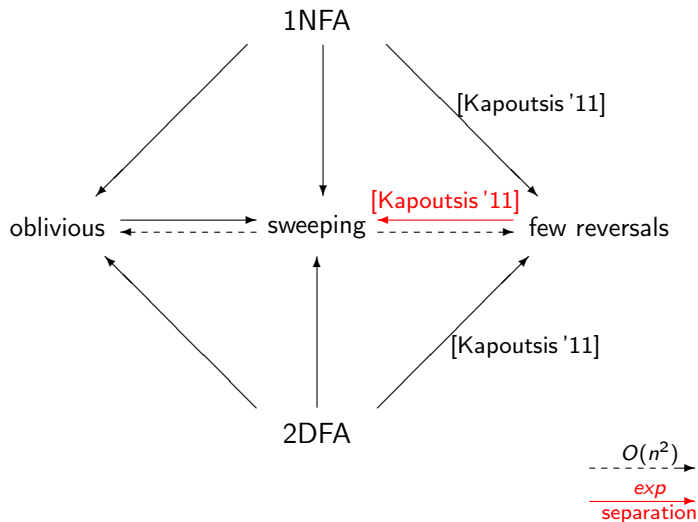 1NFA
[Kapoutsis '11]
[Kapoutsis '11]
oblivious
sweeping
few reversals
[Kapoutsis '11]
2DFA
O(n²)
exp
separation